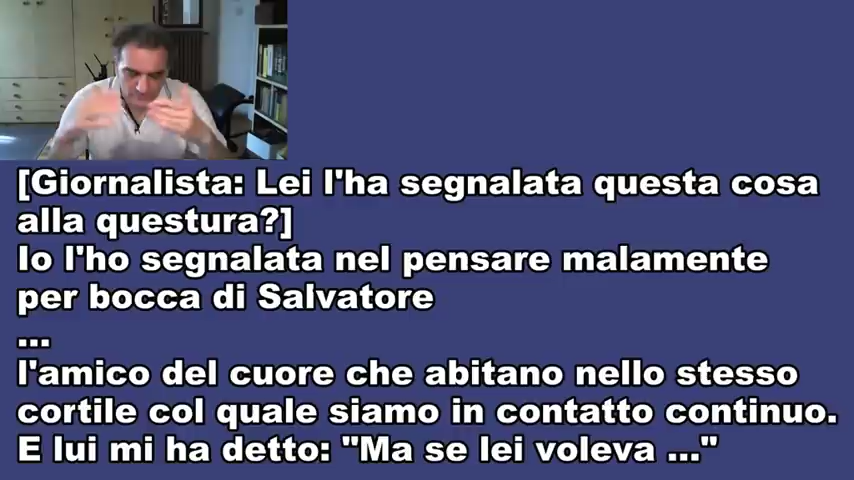 [Giornalista: Lei l'ha segnalata questa cosa
alla questura?]
Io l'ho segnalata nel pensare malamente
per bocca di Salvatore
...
l'amico del cuore che abitano nello stesso
cortile col quale siamo in contatto continuo.
E lui mi ha detto: "Ma se lei voleva ..."